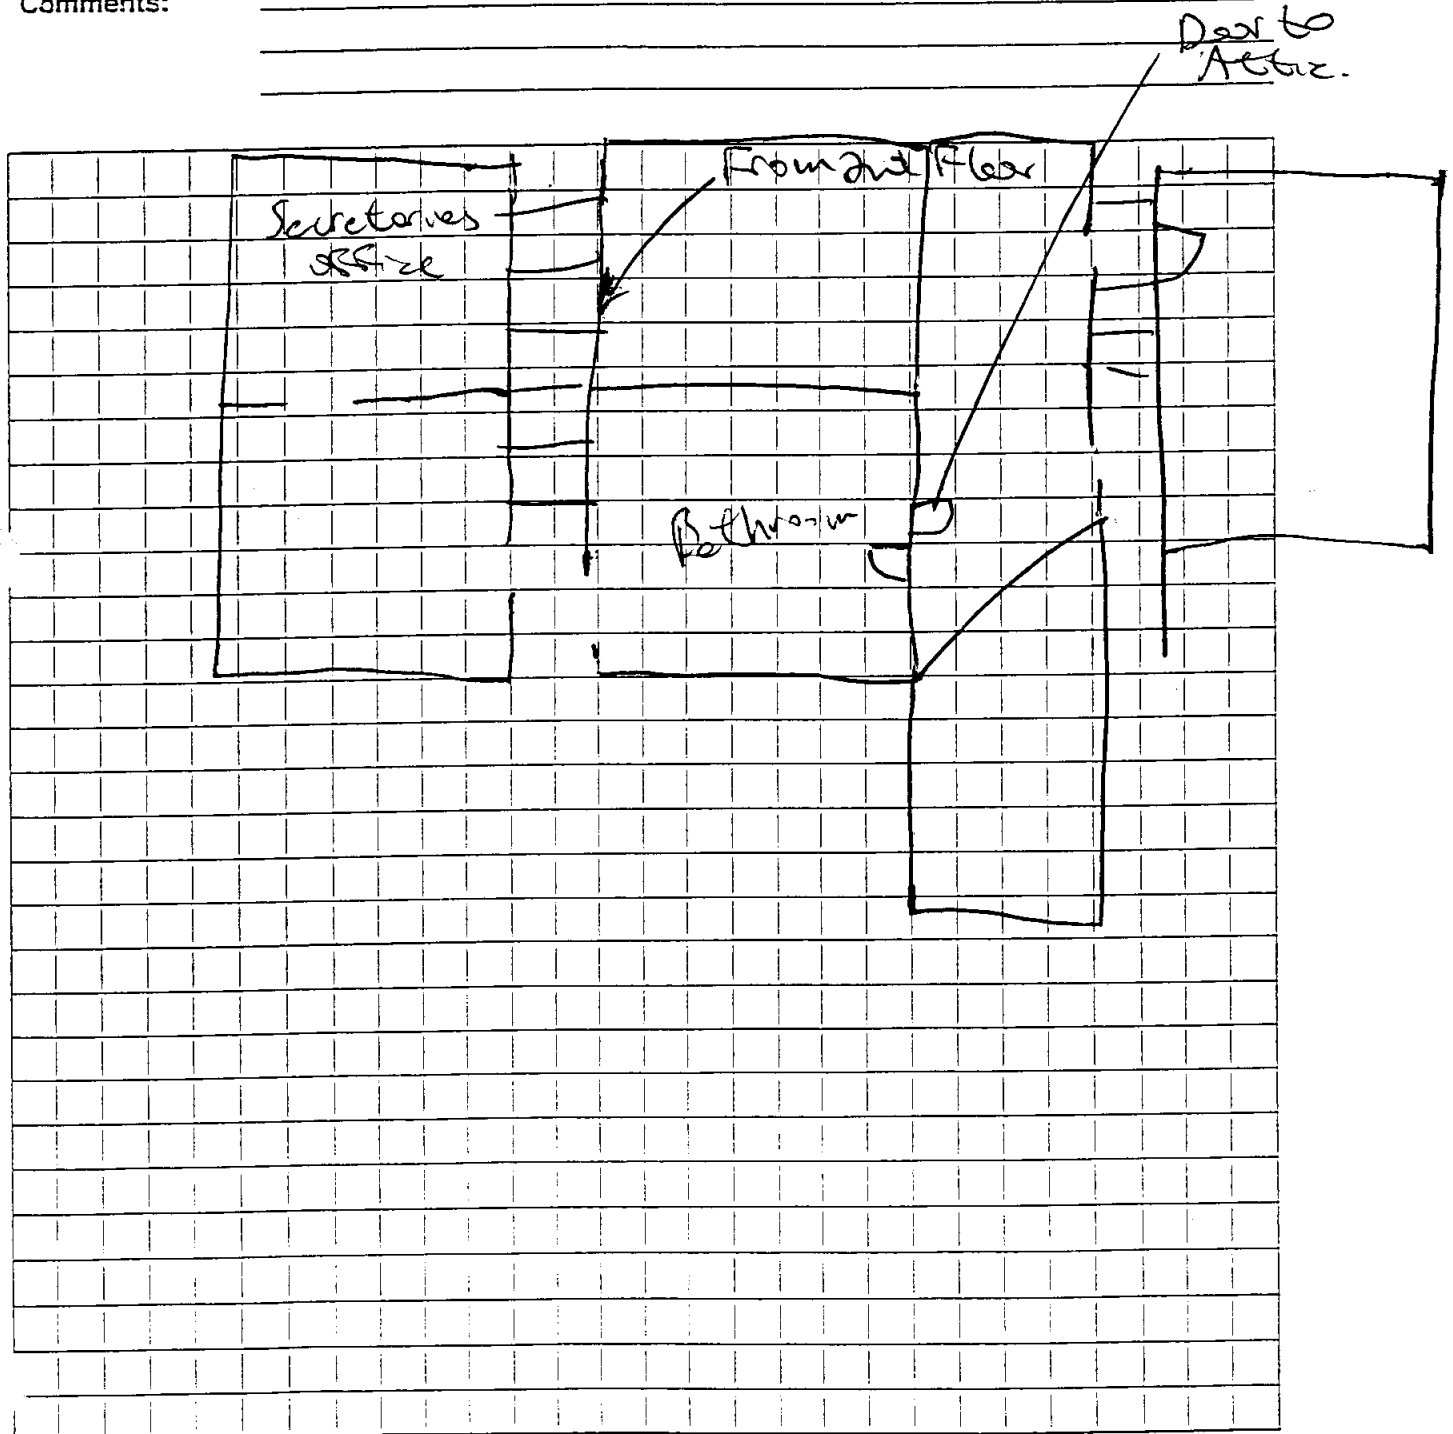 Comments:
Door to
Attic.
From 2nd Floor
Secretaries
office
Bathroom